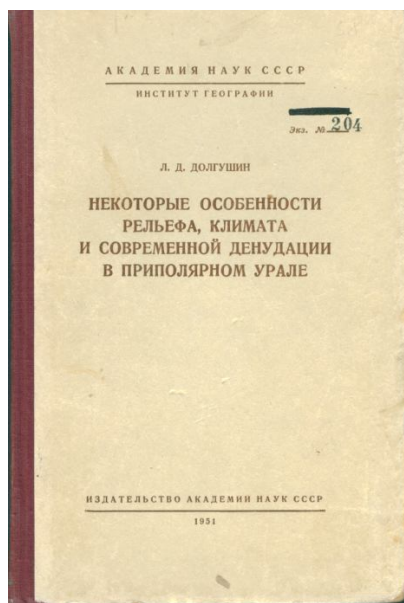 АКАДЕМИЯ НАУК СССР
ИНСТИТУТ ГЕОГРАФИИ
Экз. № 204
Л. Д. ДОЛГУШИН
НЕКОТОРЫЕ ОСОБЕННОСТИ
РЕЛЬЕФА, КЛИМАТА
И СОВРЕМЕННОЙ ДЕНУДАЦИИ
В ПРИПОЛЯРНОМ УРАЛЕ
ИЗДАТЕЛЬСТВО АКАДЕМИИ НАУК СССР
1951